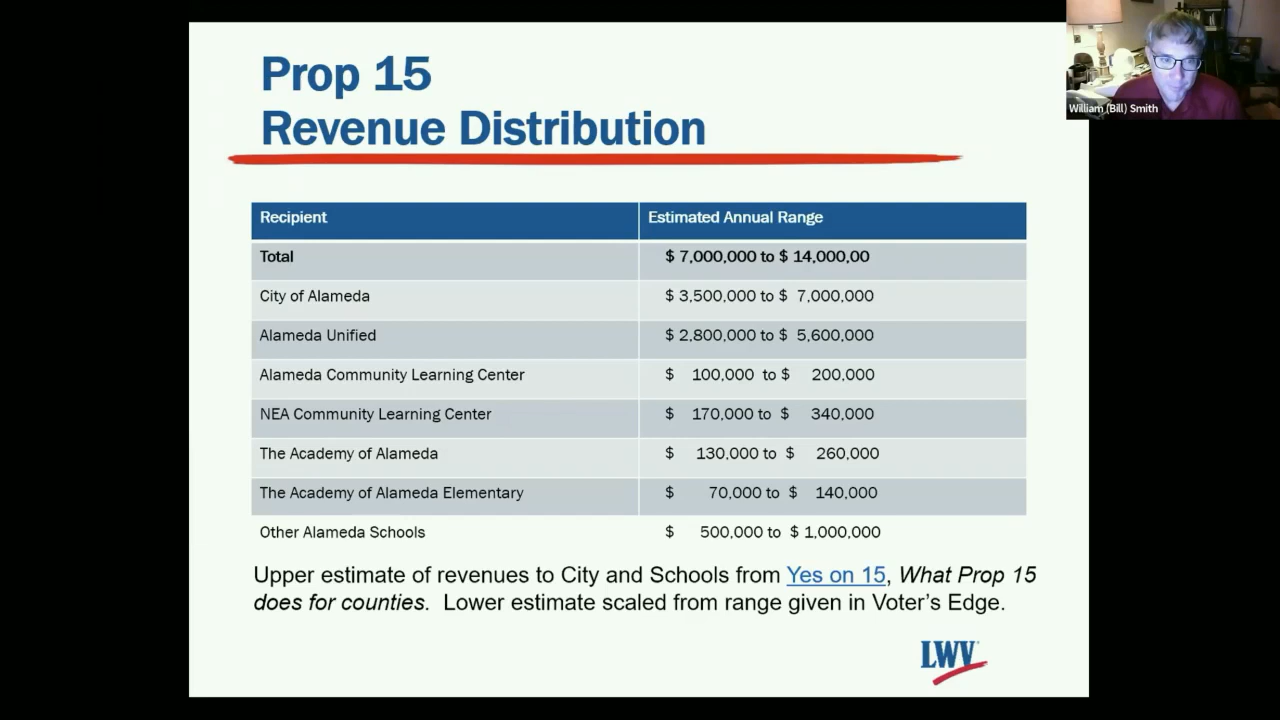 Prop 15
Revenue Distribution
William (Bill) Smith
Recipient Estimated Annual Range
Total $ 7,000,000 to $ 14,000,00
City of Alameda $ 3,500,000 to $ 7,000,000
Alameda Unified $ 2,800,000 to $ 5,600,000
Alameda Community Learning Center $ 100,000 to $ 200,000
NEA Community Learning Center $ 170,000 to $ 340,000
The Academy of Alameda $ 130,000 to $ 260,000
The Academy of Alameda Elementary $ 70,000 to $ 140,000
Other Alameda Schools $ 500,000 to $ 1,000,000
Upper estimate of revenues to City and Schools from Yes on 15, What Prop 15
does for counties. Lower estimate scaled from range given in Voter's Edge.
LWV